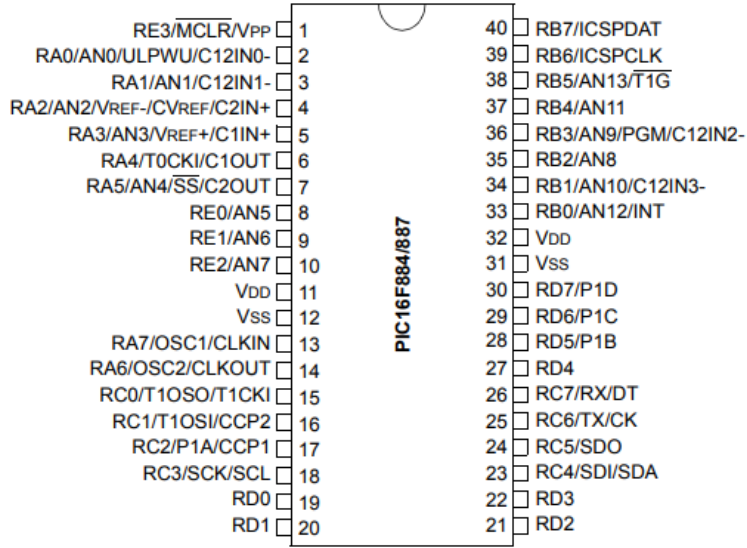 RE3/MCLR/VPP 1
RA0/AN0/ULPWU/C12IN0- 2
RA1/AN1/C12IN1- 3
RA2/AN2/VREF-/CVREF/C2IN+ 4
RA3/AN3/VREF+/C1IN+ 5
RA4/T0CKI/C1OUT 6
RA5/AN4/SS/C2OUT 7
RE0/AN5 8
RE1/AN6 9
RE2/AN7 10
VDD 11
VSS 12
RA7/OSC1/CLKIN 13
RA6/OSC2/CLKOUT 14
RC0/T1OSO/T1CKI 15
RC1/T1OSI/CCP2 16
RC2/P1A/CCP1 17
RC3/SCK/SCL 18
RD0 19
RD1 20
PIC16F884/887
40 RB7/ICSPDAT
39 RB6/ICSPCLK
38 RB5/AN13/T1G
37 RB4/AN11
36 RB3/AN9/PGM/C12IN2-
35 RB2/AN8
34 RB1/AN10/C12IN3-
33 RB0/AN12/INT
32 VDD
31 VSS
30 RD7/P1D
29 RD6/P1C
28 RD5/P1B
27 RD4
26 RC7/RX/DT
25 RC6/TX/CK
24 RC5/SDO
23 RC4/SDI/SDA
22 RD3
21 RD2